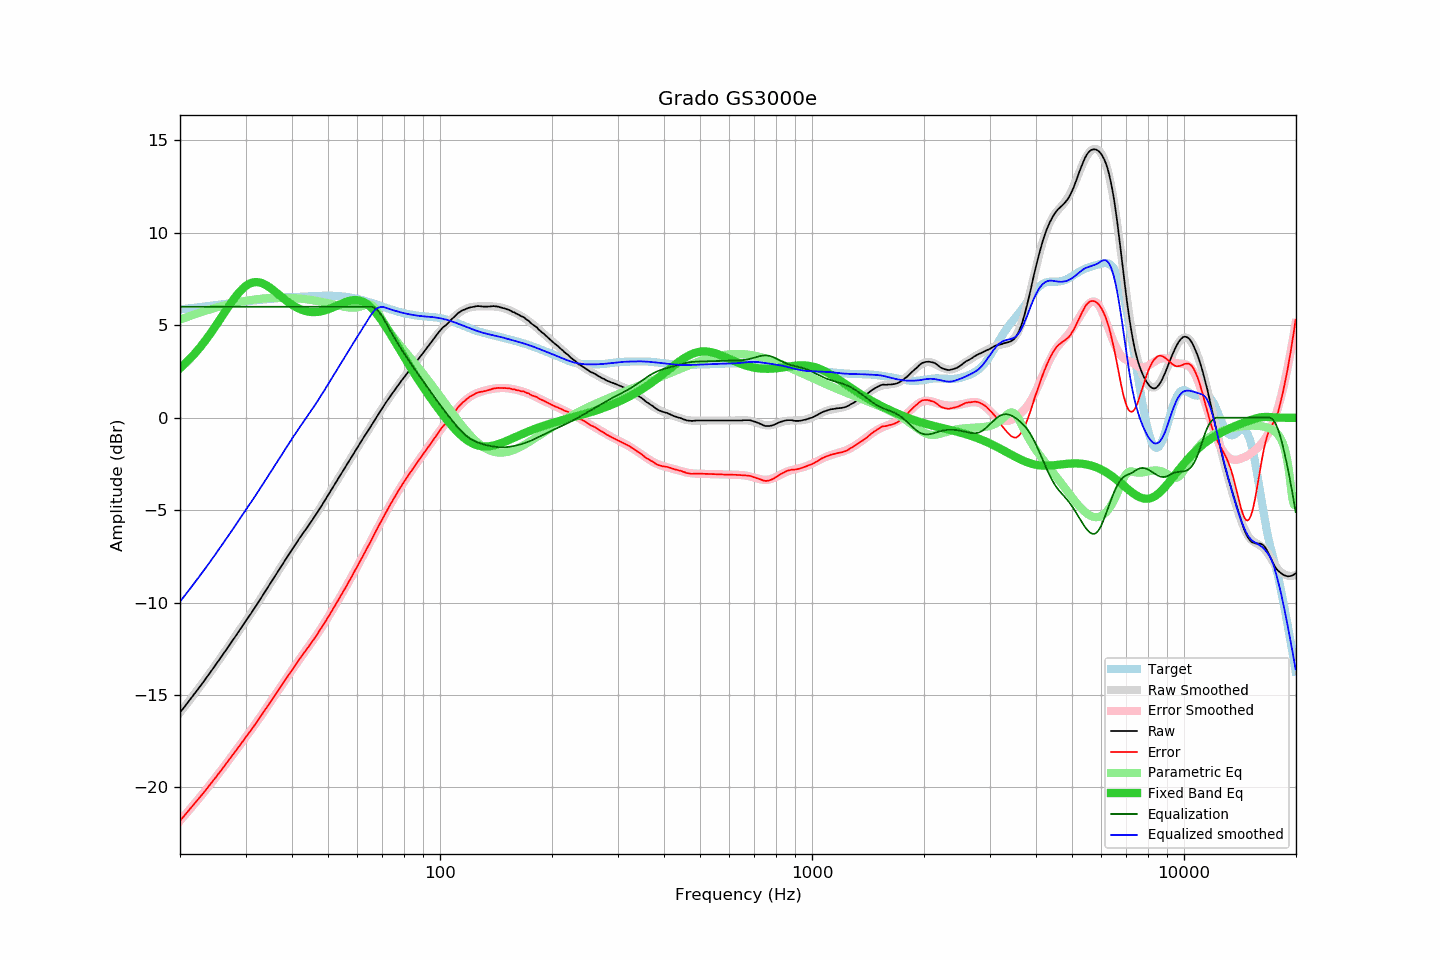 Grado GS3000e
15
10
5
0
−5
−10
−15
−20
Amplitude (dBr)
100
1000
10000
Frequency (Hz)
Target
Raw Smoothed
Error Smoothed
Raw
Error
Parametric Eq
Fixed Band Eq
Equalization
Equalized smoothed